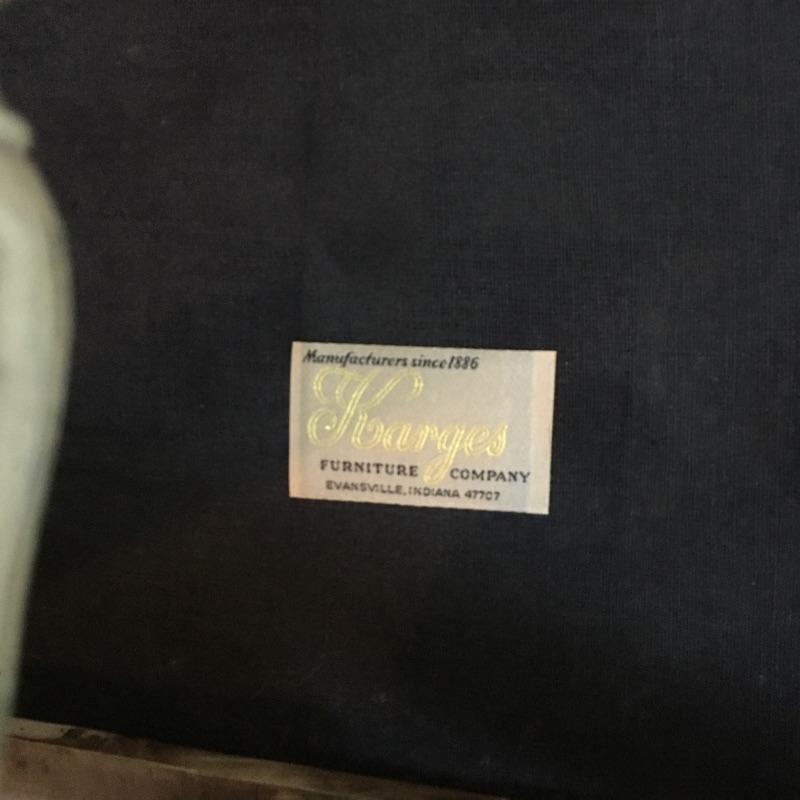 Manufacturers since 1886
Karges
FURNITURE COMPANY
EVANSVILLE, INDIANA 47707